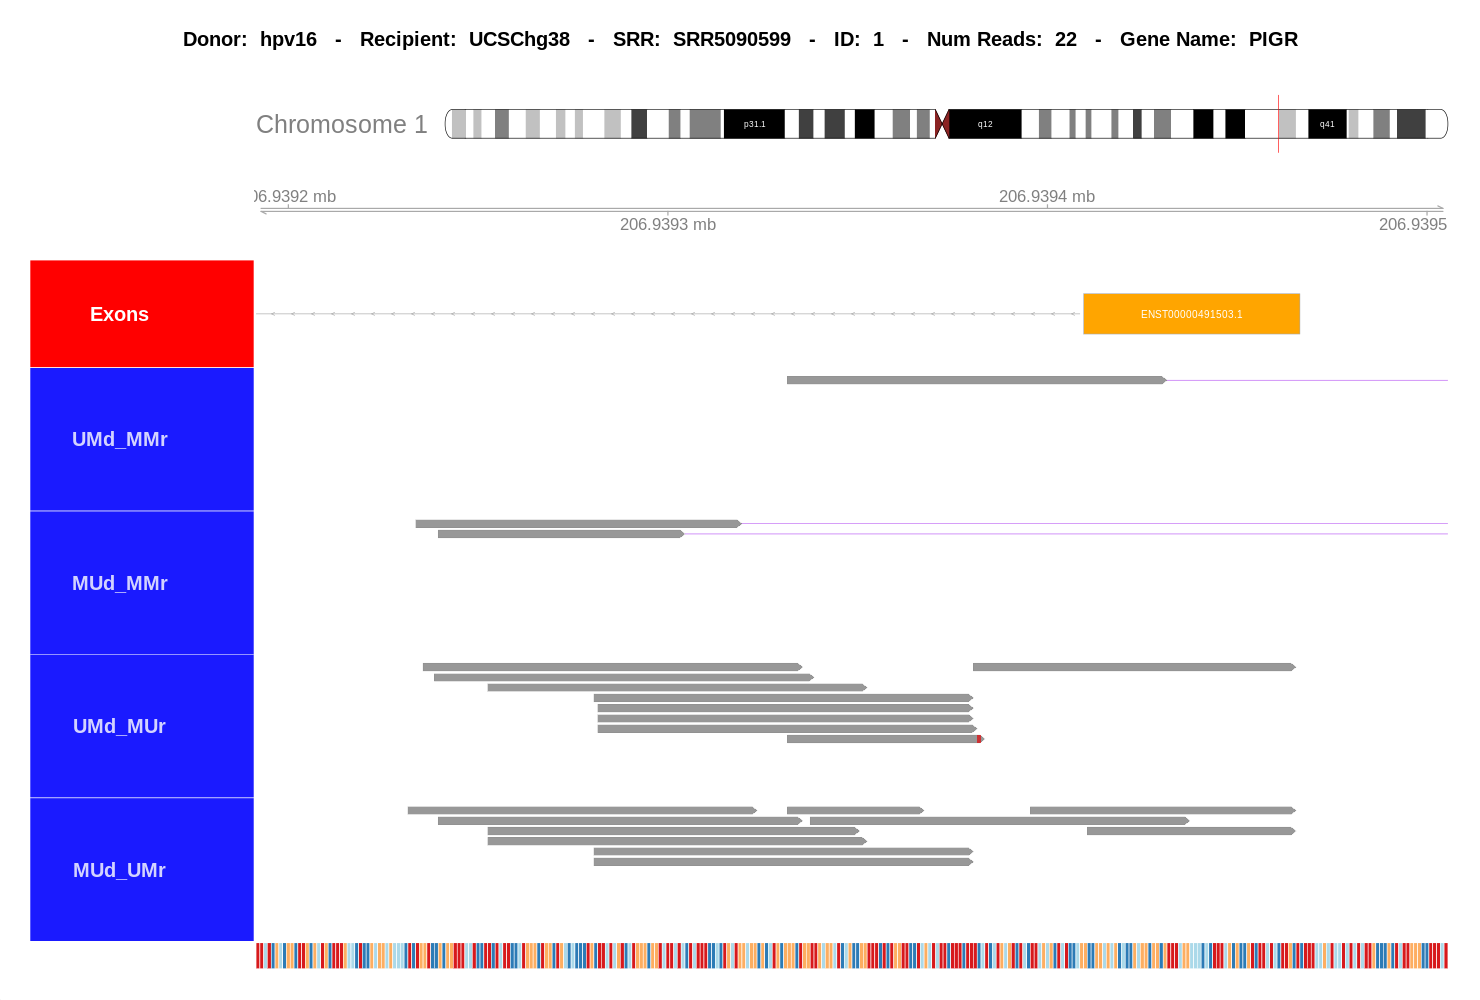 Donor: hpv16 - Recipient: UCSChg38 - SRR: SRR5090599 - ID: 1 - Num Reads: 22 - Gene Name: PIGR
Chromosome 1 p31.1 q12 q41
06.9392 mb 206.9394 mb
206.9393 mb 206.9395
Exons ENST00000491503.1
UMd_MMr
MUd_MMr
UMd_MUr
MUd_UMr